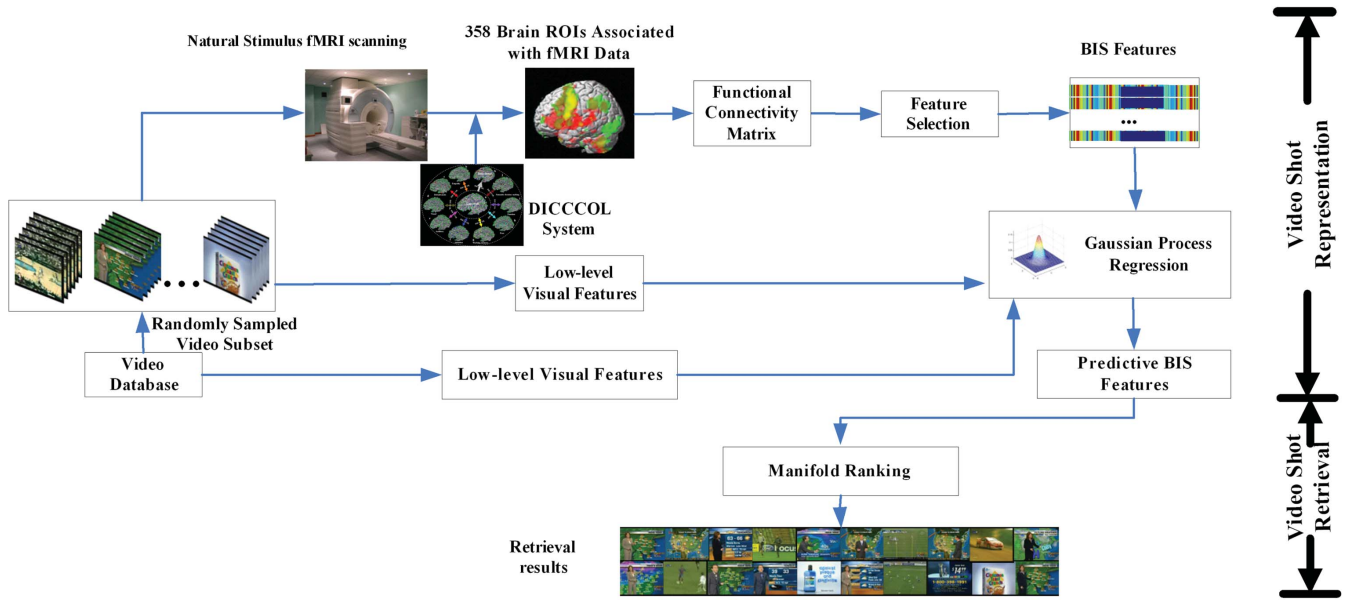 Natural Stimulus fMRI scanning
358 Brain ROIs Associated
with fMRI Data
BIS Features
Functional
Connectivity
Matrix
Feature
Selection
•••
DICCCOL
System
Gaussian Process
Regression
•••
Low-level
Visual Features
Randomly Sampled
Video Subset
Video
Database
Low-level Visual Features
Predictive BIS
Features
Manifold Ranking
Retrieval
results
Video Shot
Representation
Video Shot
Retrieval